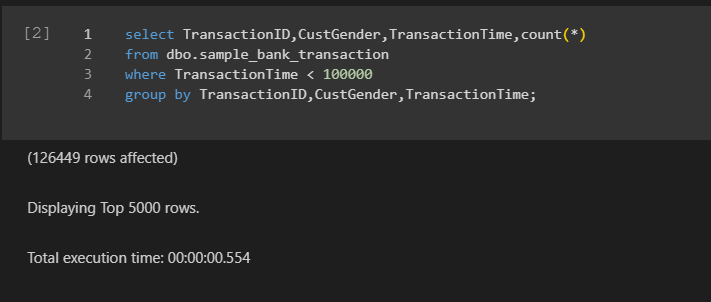 [2] 1 select TransactionID,CustGender,TransactionTime,count(*)
2 from dbo.sample_bank_transaction
3 where TransactionTime < 100000
4 group by TransactionID,CustGender,TransactionTime;
(126449 rows affected)
Displaying Top 5000 rows.
Total execution time: 00:00:00.554